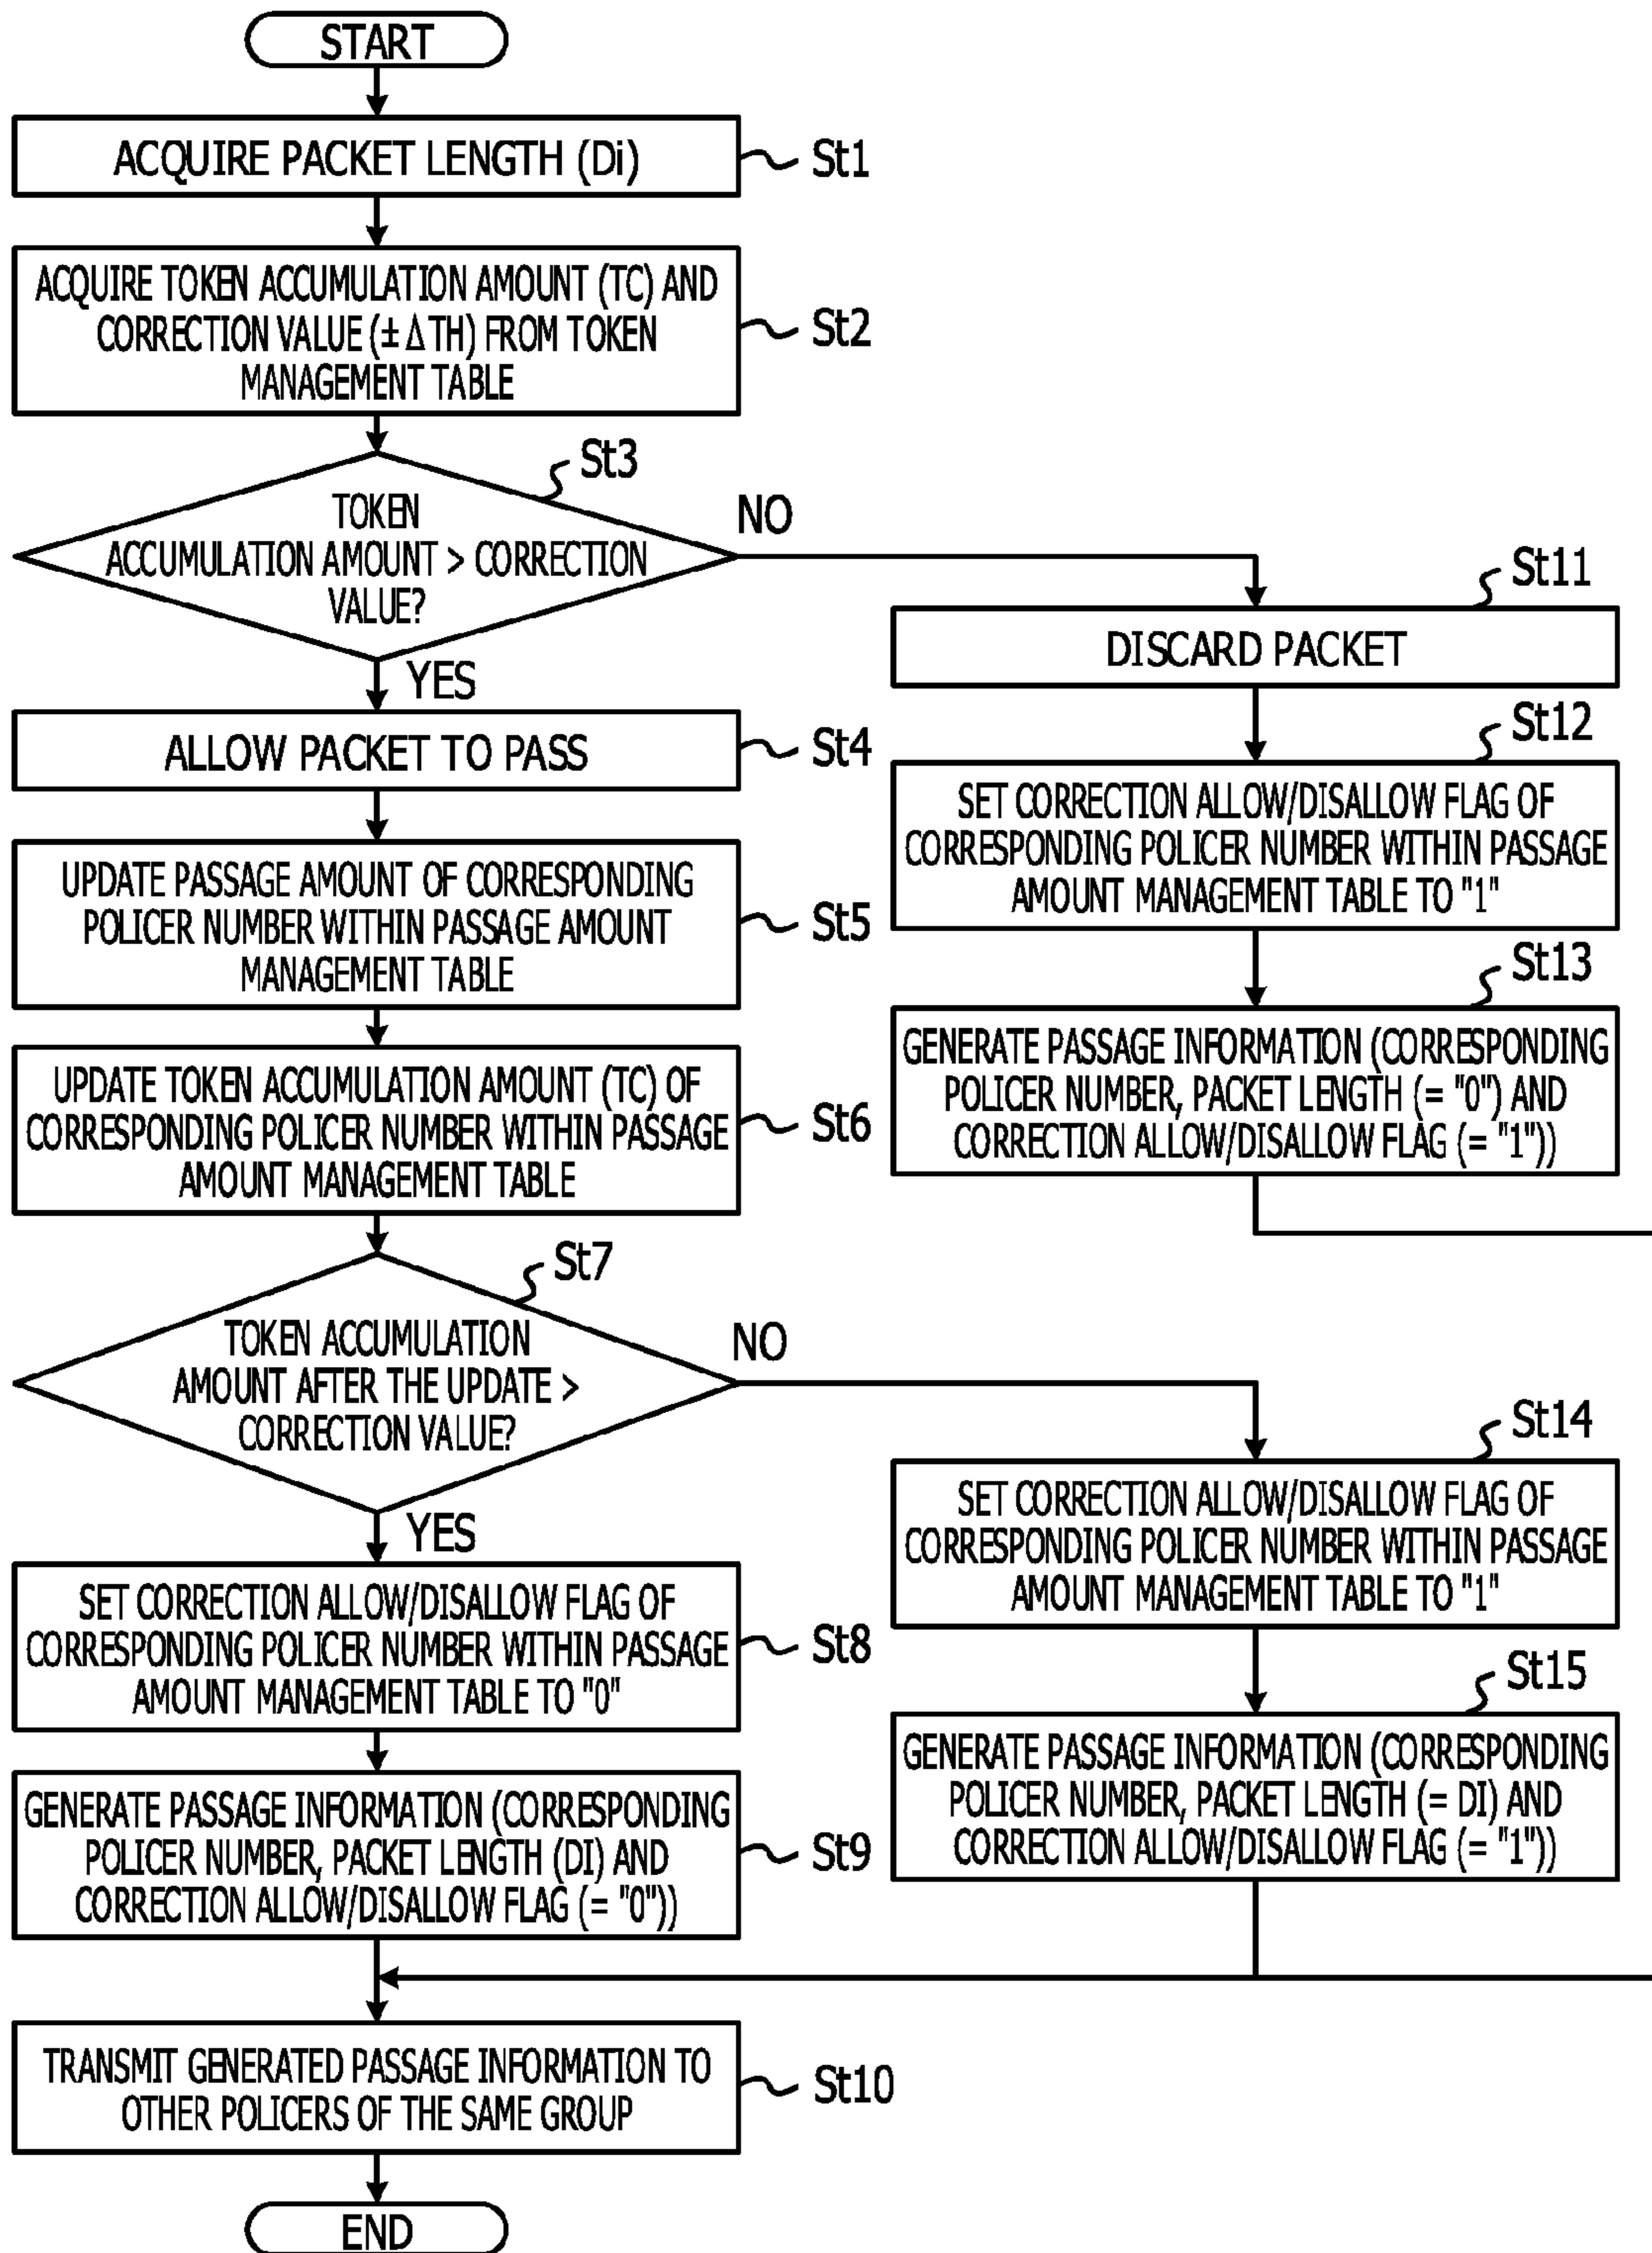 START
ACQUIRE PACKET LENGTH (Di)
St1
ACQUIRE TOKEN ACCUMULATION AMOUNT (TC) AND
CORRECTION VALUE (± Δ TH) FROM TOKEN
MANAGEMENT TABLE
St2
St3
TOKEN
ACCUMULATION AMOUNT > CORRECTION
VALUE?
NO
YES
ALLOW PACKET TO PASS
St4
UPDATE PASSAGE AMOUNT OF CORRESPONDING
POLICER NUMBER WITHIN PASSAGE AMOUNT
MANAGEMENT TABLE
St5
UPDATE TOKEN ACCUMULATION AMOUNT (TC) OF
CORRESPONDING POLICER NUMBER WITHIN PASSAGE
AMOUNT MANAGEMENT TABLE
St6
St7
TOKEN ACCUMULATION
AMOUNT AFTER THE UPDATE >
CORRECTION VALUE?
NO
YES
SET CORRECTION ALLOW/DISALLOW FLAG OF
CORRESPONDING POLICER NUMBER WITHIN PASSAGE
AMOUNT MANAGEMENT TABLE TO "0"
St8
GENERATE PASSAGE INFORMATION (CORRESPONDING
POLICER NUMBER, PACKET LENGTH (DI) AND
CORRECTION ALLOW/DISALLOW FLAG (= "0"))
St9
TRANSMIT GENERATED PASSAGE INFORMATION TO
OTHER POLICERS OF THE SAME GROUP
St10
END
St11
DISCARD PACKET
St12
SET CORRECTION ALLOW/DISALLOW FLAG OF
CORRESPONDING POLICER NUMBER WITHIN PASSAGE
AMOUNT MANAGEMENT TABLE TO "1"
St13
GENERATE PASSAGE INFORMATION (CORRESPONDING
POLICER NUMBER, PACKET LENGTH (= "0") AND
CORRECTION ALLOW/DISALLOW FLAG (= "1"))
St14
SET CORRECTION ALLOW/DISALLOW FLAG OF
CORRESPONDING POLICER NUMBER WITHIN PASSAGE
AMOUNT MANAGEMENT TABLE TO "1"
St15
GENERATE PASSAGE INFORMATION (CORRESPONDING
POLICER NUMBER, PACKET LENGTH (= DI) AND
CORRECTION ALLOW/DISALLOW FLAG (= "1"))